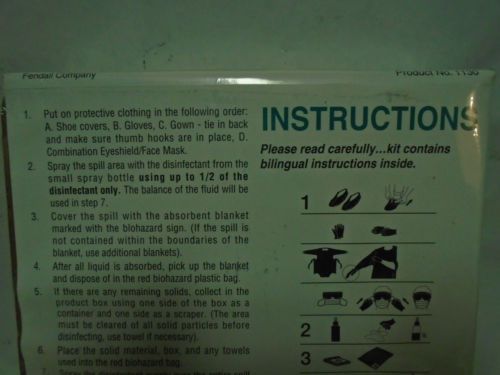 Fendall Company
Product No. 1130
1. Put on protective clothing in the following order:
A. Shoe covers, B. Gloves, C. Gown - tie in back
and make sure thumb hooks are in place, D.
Combination Eyeshield/Face Mask.
2. Spray the spill area with the disinfectant from the
small spray bottle using up to 1/2 of the
disinfectant only. The balance of the fluid will be
used in step 7.
3. Cover the spill with the absorbent blanket
marked with the biohazard sign. (If the spill is
not contained within the boundaries of the
blanket, use additional blankets).
4. After all liquid is absorbed, pick up the blanket
and dispose of in the red biohazard plastic bag.
5. If there are any remaining solids, collect in the
product box using one side of the box as a
container and one side as a scraper. (The area
must be cleared of all solid particles before
disinfecting, use towel if necessary).
6. Place the solid material, box, and any towels
used into the red biohazard bag.
INSTRUCTIONS
Please read carefully...kit contains
bilingual instructions inside.
1
2
3